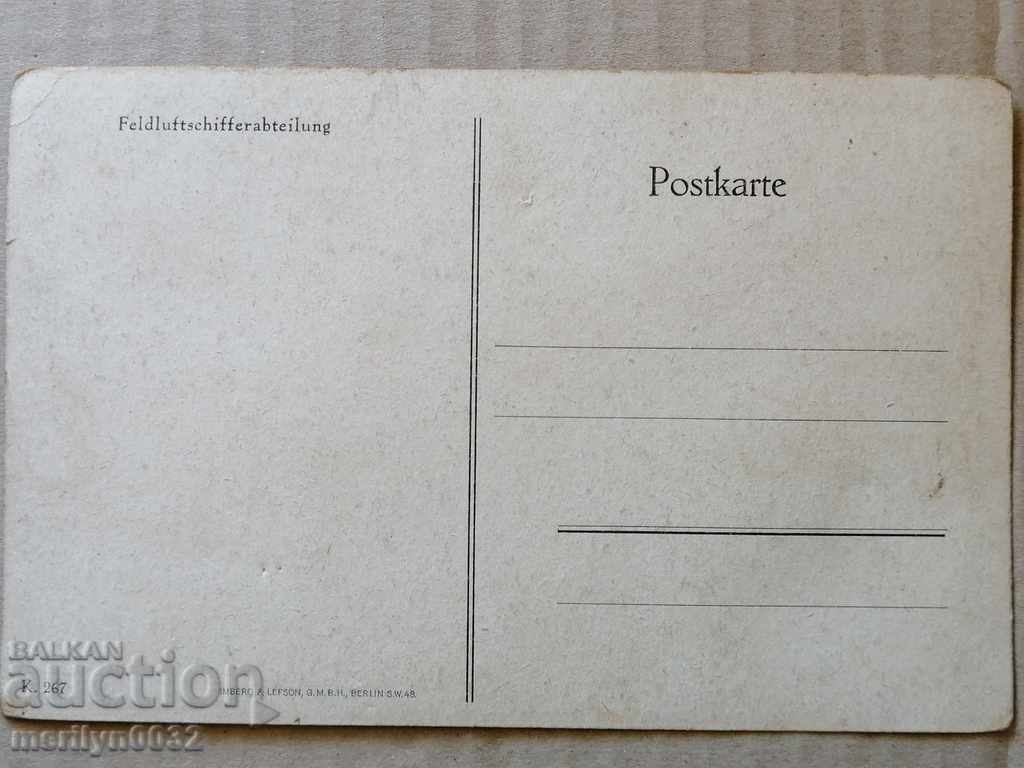 Feldluftschifferabteilung
Postkarte
K. 267
& LEFSON, G.M.B.H., BERLIN S.W.48.
BALKAN
auction
merilyn0032